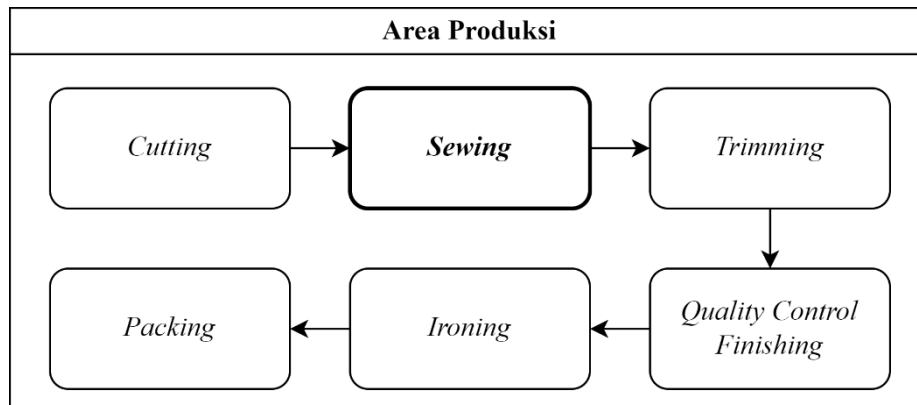 Area Produksi
Cutting
Sewing
Trimming
Packing
Ironing
Quality Control
Finishing